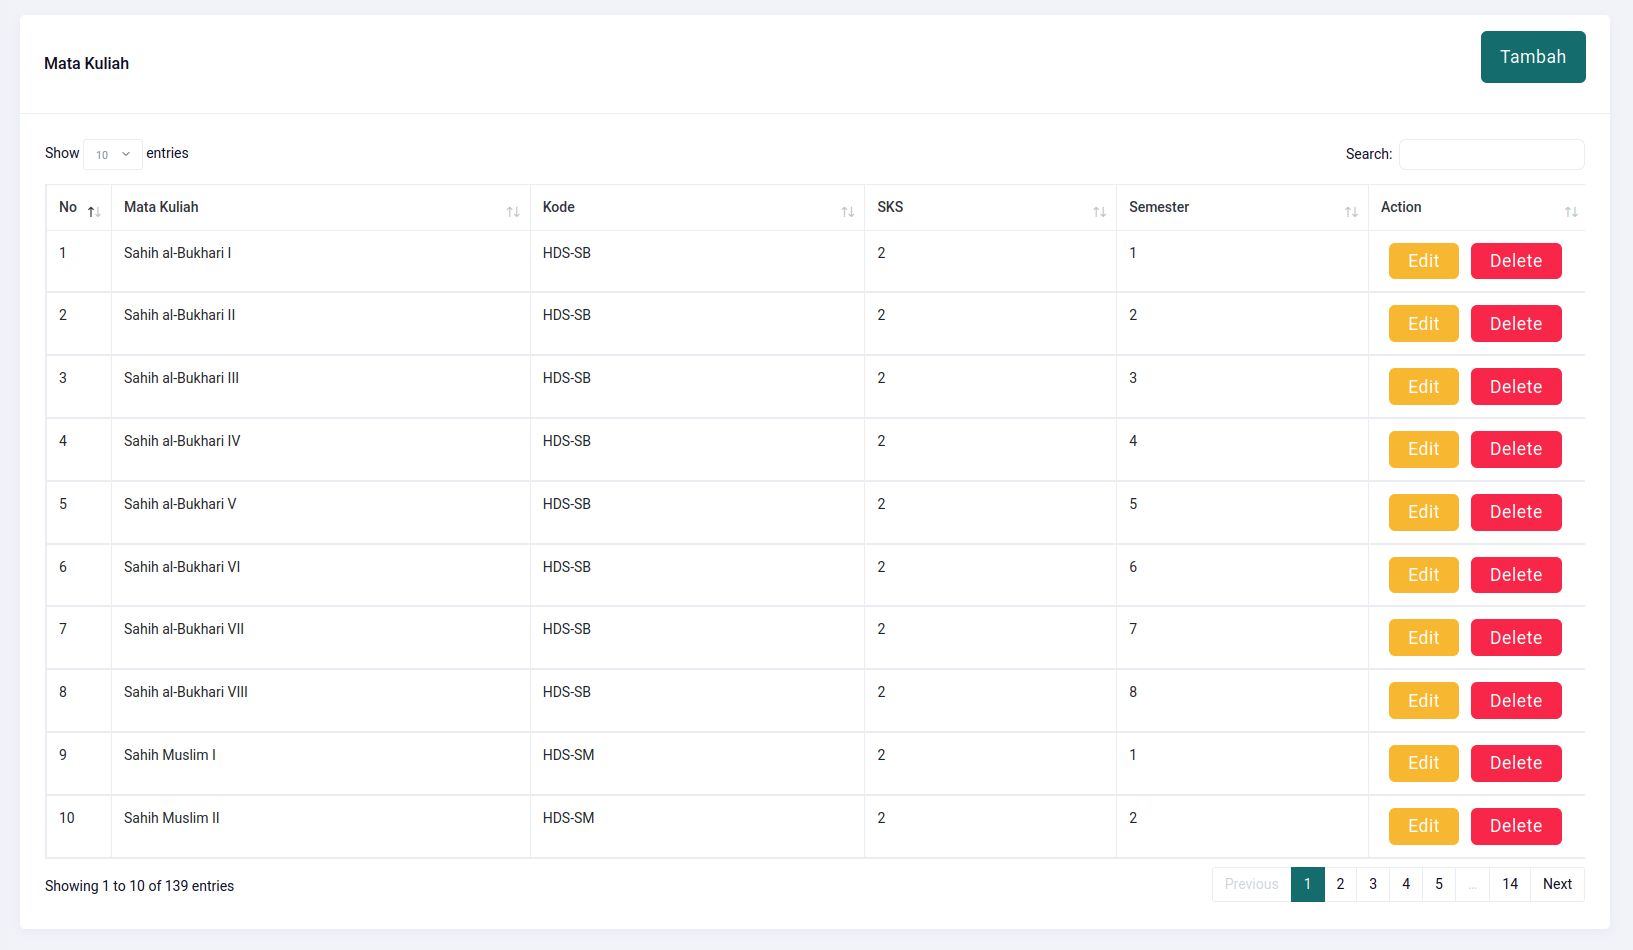 Mata Kuliah
Tambah
Show 10 entries
Search:
No Mata Kuliah Kode SKS Semester Action
1 Sahih al-Bukhari I HDS-SB 2 1 Edit Delete
2 Sahih al-Bukhari II HDS-SB 2 2 Edit Delete
3 Sahih al-Bukhari III HDS-SB 2 3 Edit Delete
4 Sahih al-Bukhari IV HDS-SB 2 4 Edit Delete
5 Sahih al-Bukhari V HDS-SB 2 5 Edit Delete
6 Sahih al-Bukhari VI HDS-SB 2 6 Edit Delete
7 Sahih al-Bukhari VII HDS-SB 2 7 Edit Delete
8 Sahih al-Bukhari VIII HDS-SB 2 8 Edit Delete
9 Sahih Muslim I HDS-SM 2 1 Edit Delete
10 Sahih Muslim II HDS-SM 2 2 Edit Delete
Showing 1 to 10 of 139 entries
Previous 1 2 3 4 5 … 14 Next